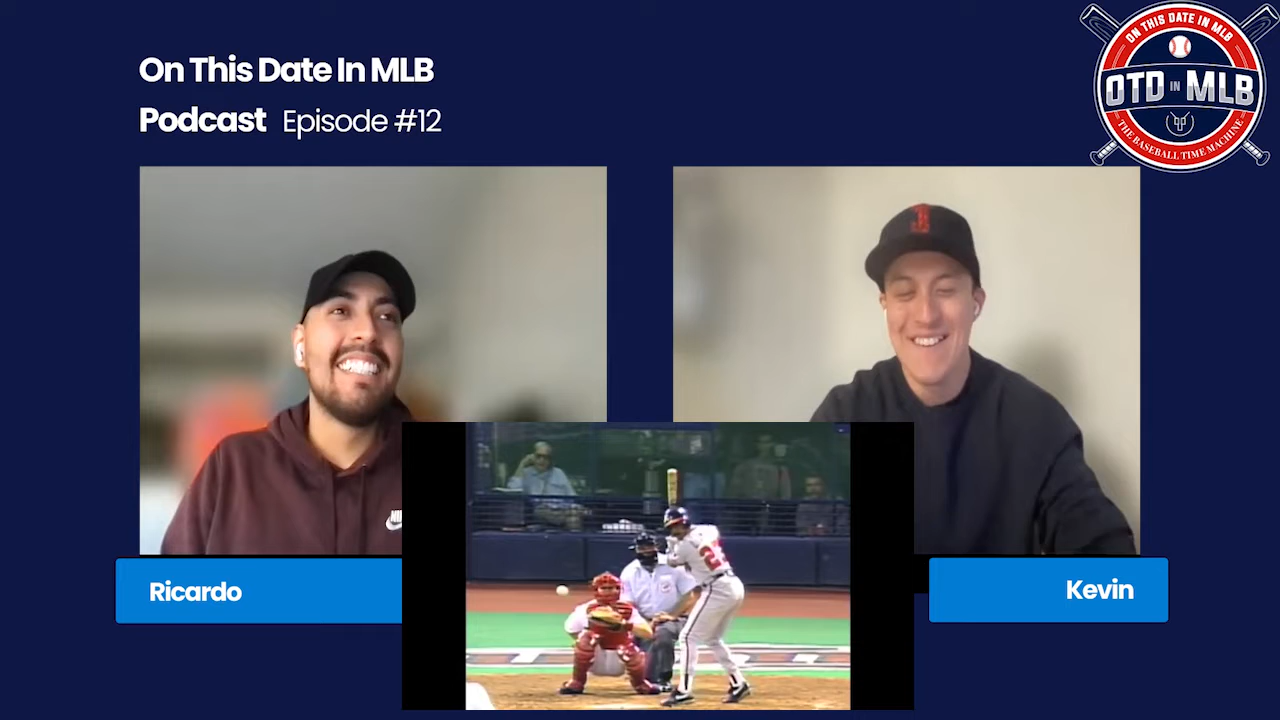 On This Date In MLB
Podcast Episode #12
ON THIS DATE IN MLB
OTD IN MLB
THE BASEBALL TIME MACHINE
Ricardo
Kevin